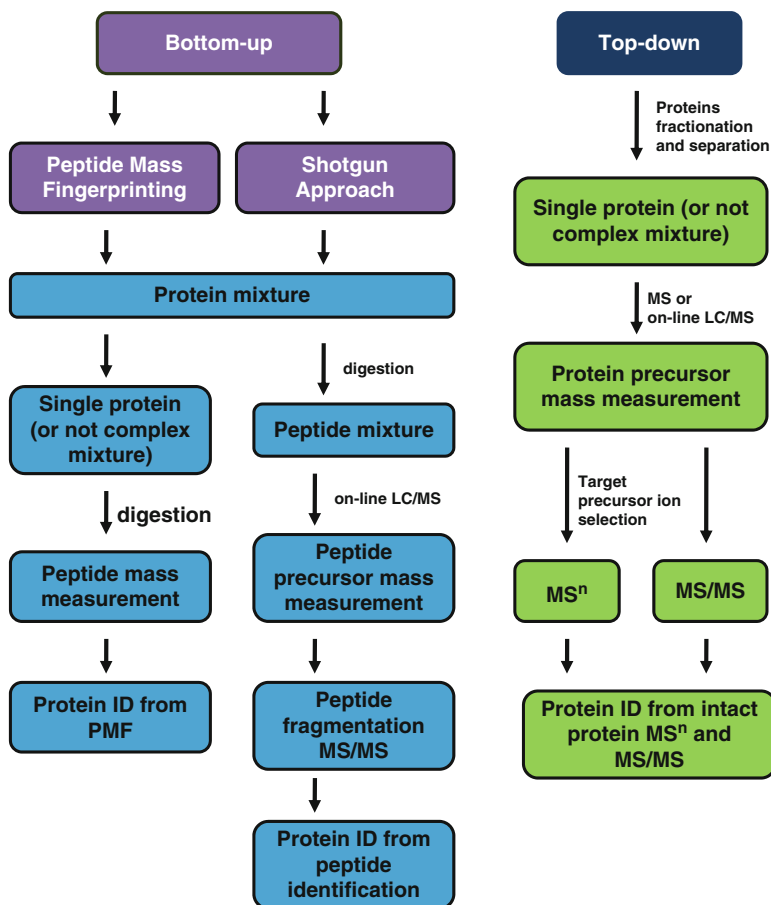 Bottom-up
Peptide Mass
Fingerprinting
Shotgun
Approach
Protein mixture
Single protein
(or not complex
mixture)
digestion
Peptide mass
measurement
Protein ID from
PMF
digestion
Peptide mixture
on-line LC/MS
Peptide
precursor mass
measurement
Peptide
fragmentation
MS/MS
Protein ID from
peptide
identification
Top-down
Proteins
fractionation
and separation
Single protein (or not
complex mixture)
MS or
on-line LC/MS
Protein precursor
mass measurement
Target
precursor ion
selection
MSⁿ
MS/MS
Protein ID from intact
protein MSⁿ and
MS/MS